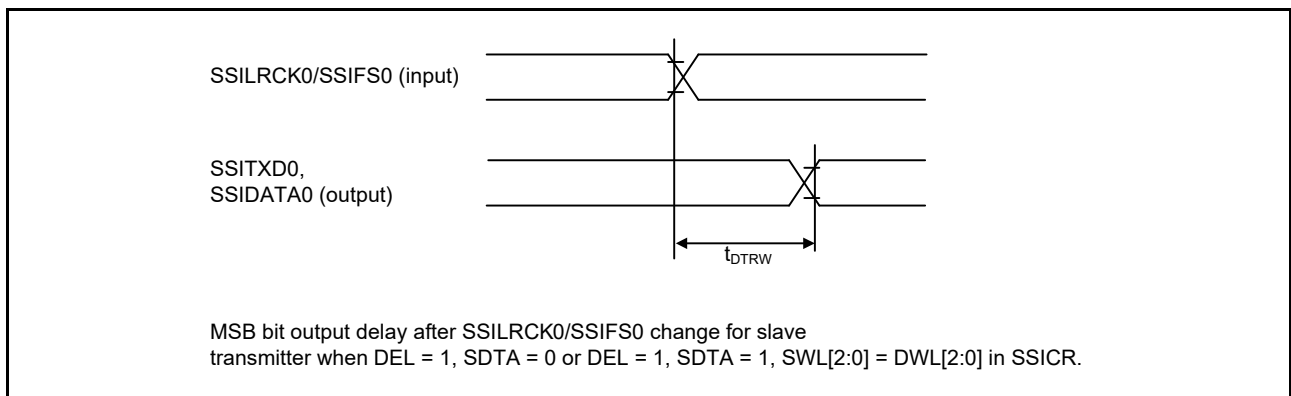 SSILRCK0/SSIFS0 (input)
SSITXD0,
SSIDATA0 (output)
tDTRW
MSB bit output delay after SSILRCK0/SSIFS0 change for slave
transmitter when DEL = 1, SDTA = 0 or DEL = 1, SDTA = 1, SWL[2:0] = DWL[2:0] in SSICR.